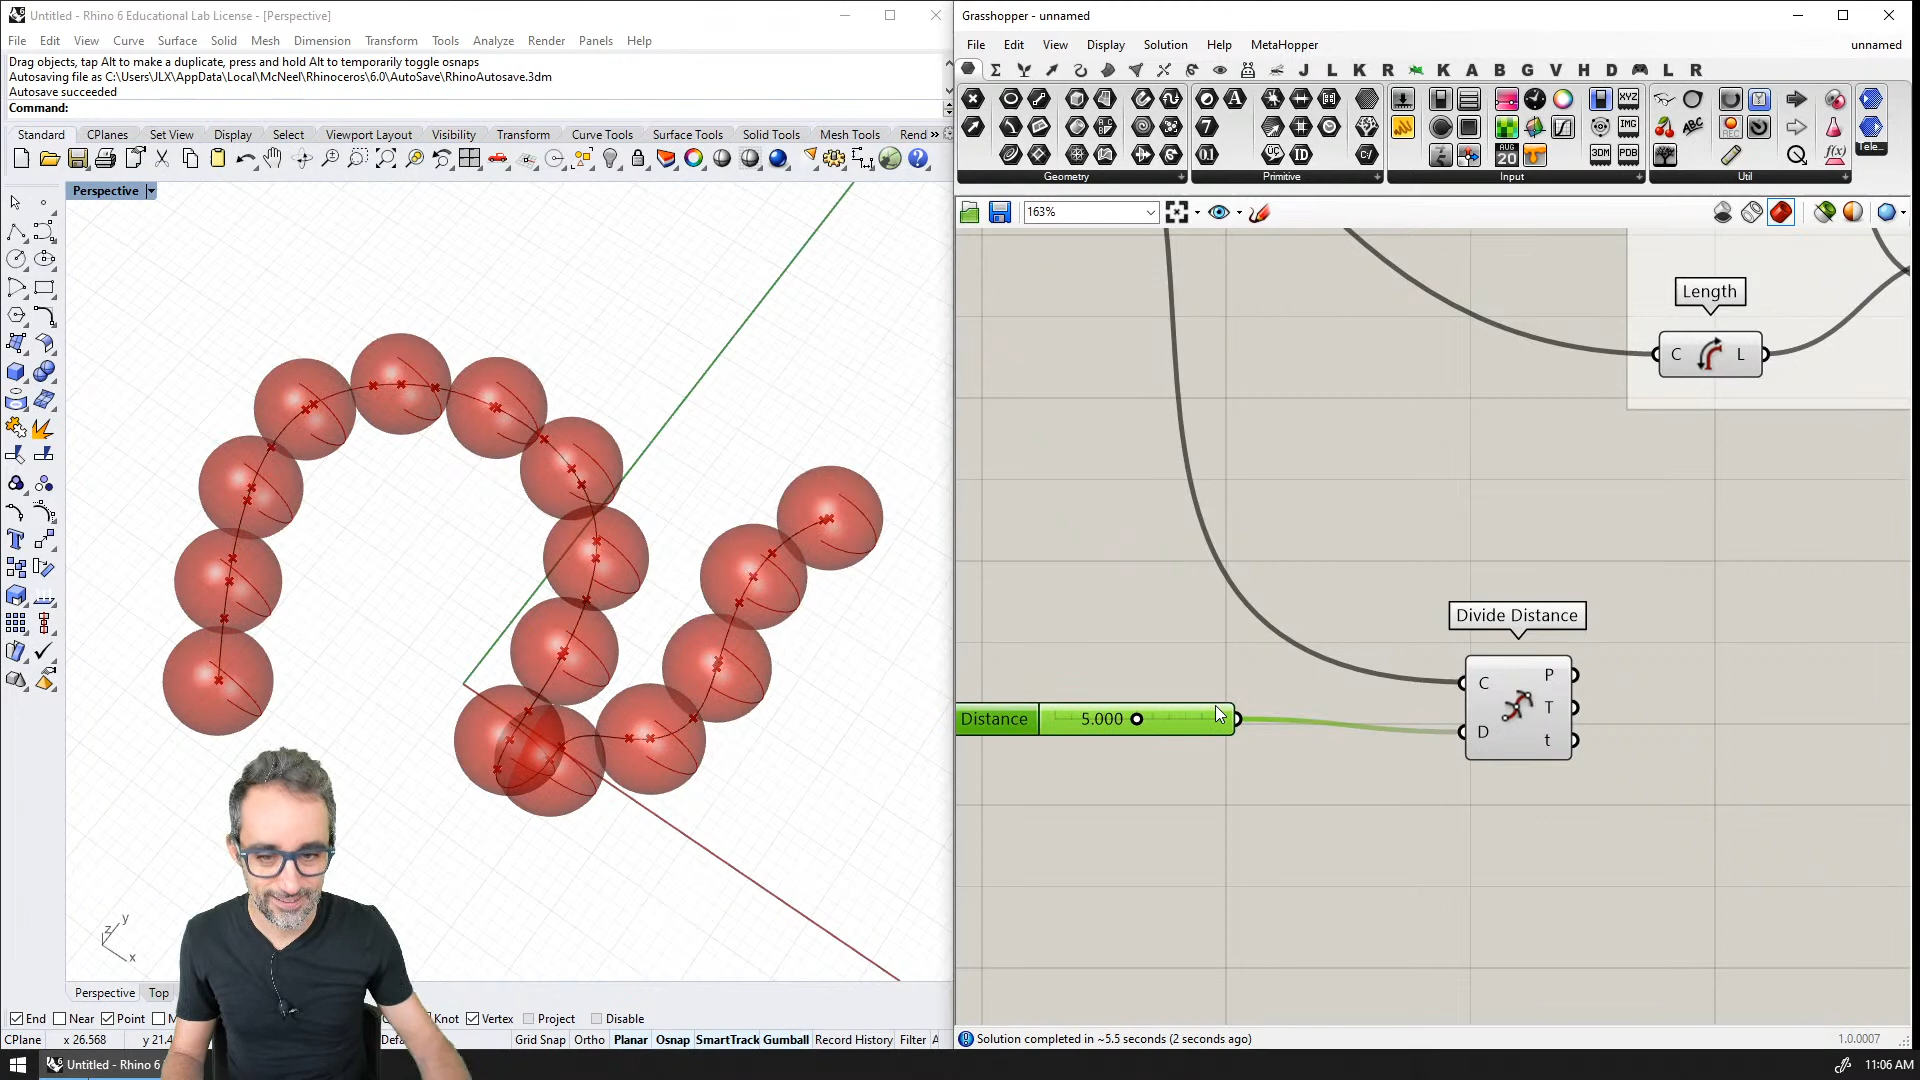 Untitled - Rhino 6 Educational Lab License - [Perspective]
File Edit View Curve Surface Solid Mesh Dimension Transform Tools Analyze Render Panels Help
Drag objects, tap Alt to make a duplicate, press and hold Alt to temporarily toggle osnaps
Autosaving file as C:\Users\JLX\AppData\Local\McNeel\Rhinoceros\6.0\AutoSave\RhinoAutosave.3dm
Autosave succeeded
Command:
Standard CPlanes Set View Display Select Viewport Layout Visibility Transform Curve Tools Surface Tools Solid Tools Mesh Tools Rend »
Perspective
z y x
Perspective Top
End Near Point Knot Vertex Project Disable
CPlane x 26.568 y 21.4 Grid Snap Ortho Planar Osnap SmartTrack Gumball Record History Filter
Untitled - Rhino 6
Grasshopper - unnamed
File Edit View Display Solution Help MetaHopper unnamed
J L K R K A B G V H D L R
Geometry Primitive Input Util
Tele...
163%
Length
C L
Divide Distance
C D P T t
Distance 5.000
Solution completed in ~5.5 seconds (2 seconds ago)
1.0.0007
11:06 AM